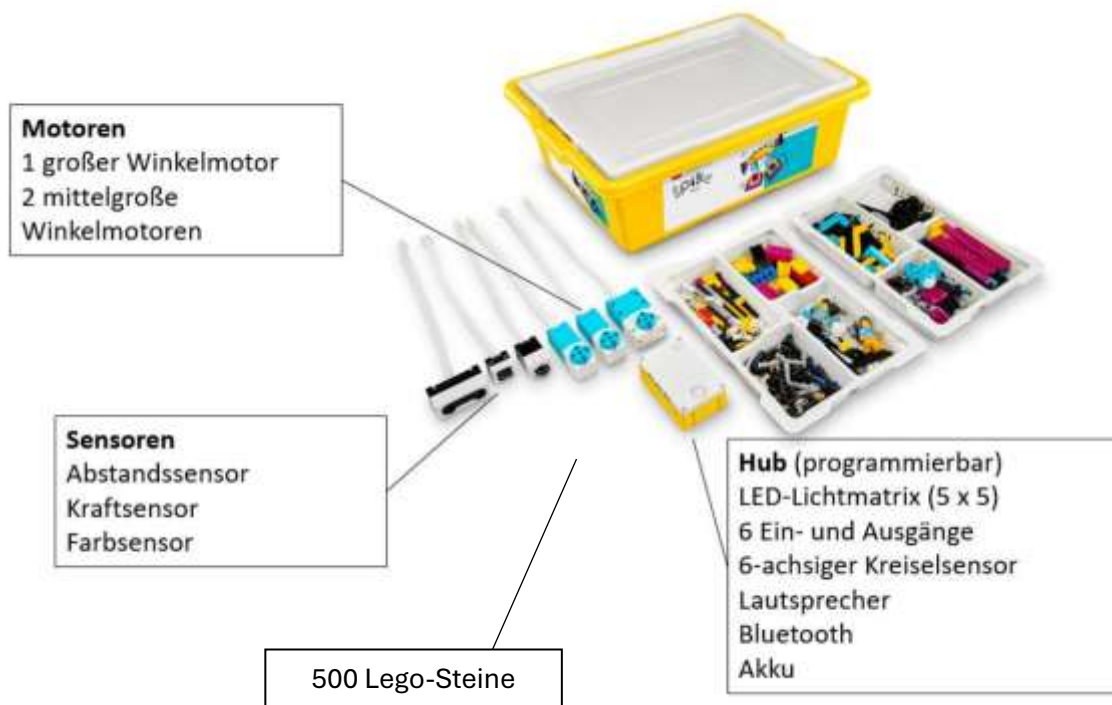 Motoren
1 großer Winkelmotor
2 mittelgroße
Winkelmotoren
Sensoren
Abstandssensor
Kraftsensor
Farbsensor
Hub (programmierbar)
LED-Lichtmatrix (5 x 5)
6 Ein- und Ausgänge
6-achsiger Kreiselsensor
Lautsprecher
Bluetooth
Akku
500 Lego-Steine